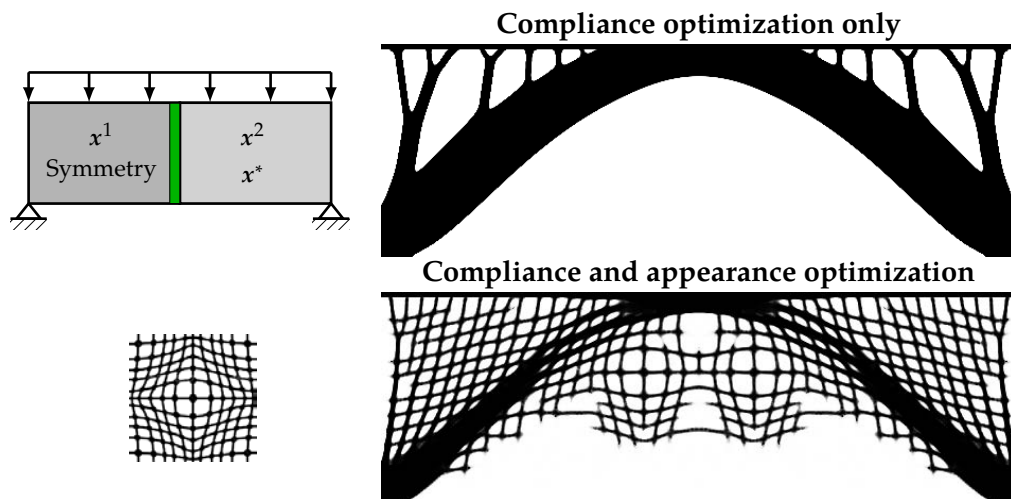 Compliance optimization only
x¹ x²
Symmetry x*
Compliance and appearance optimization